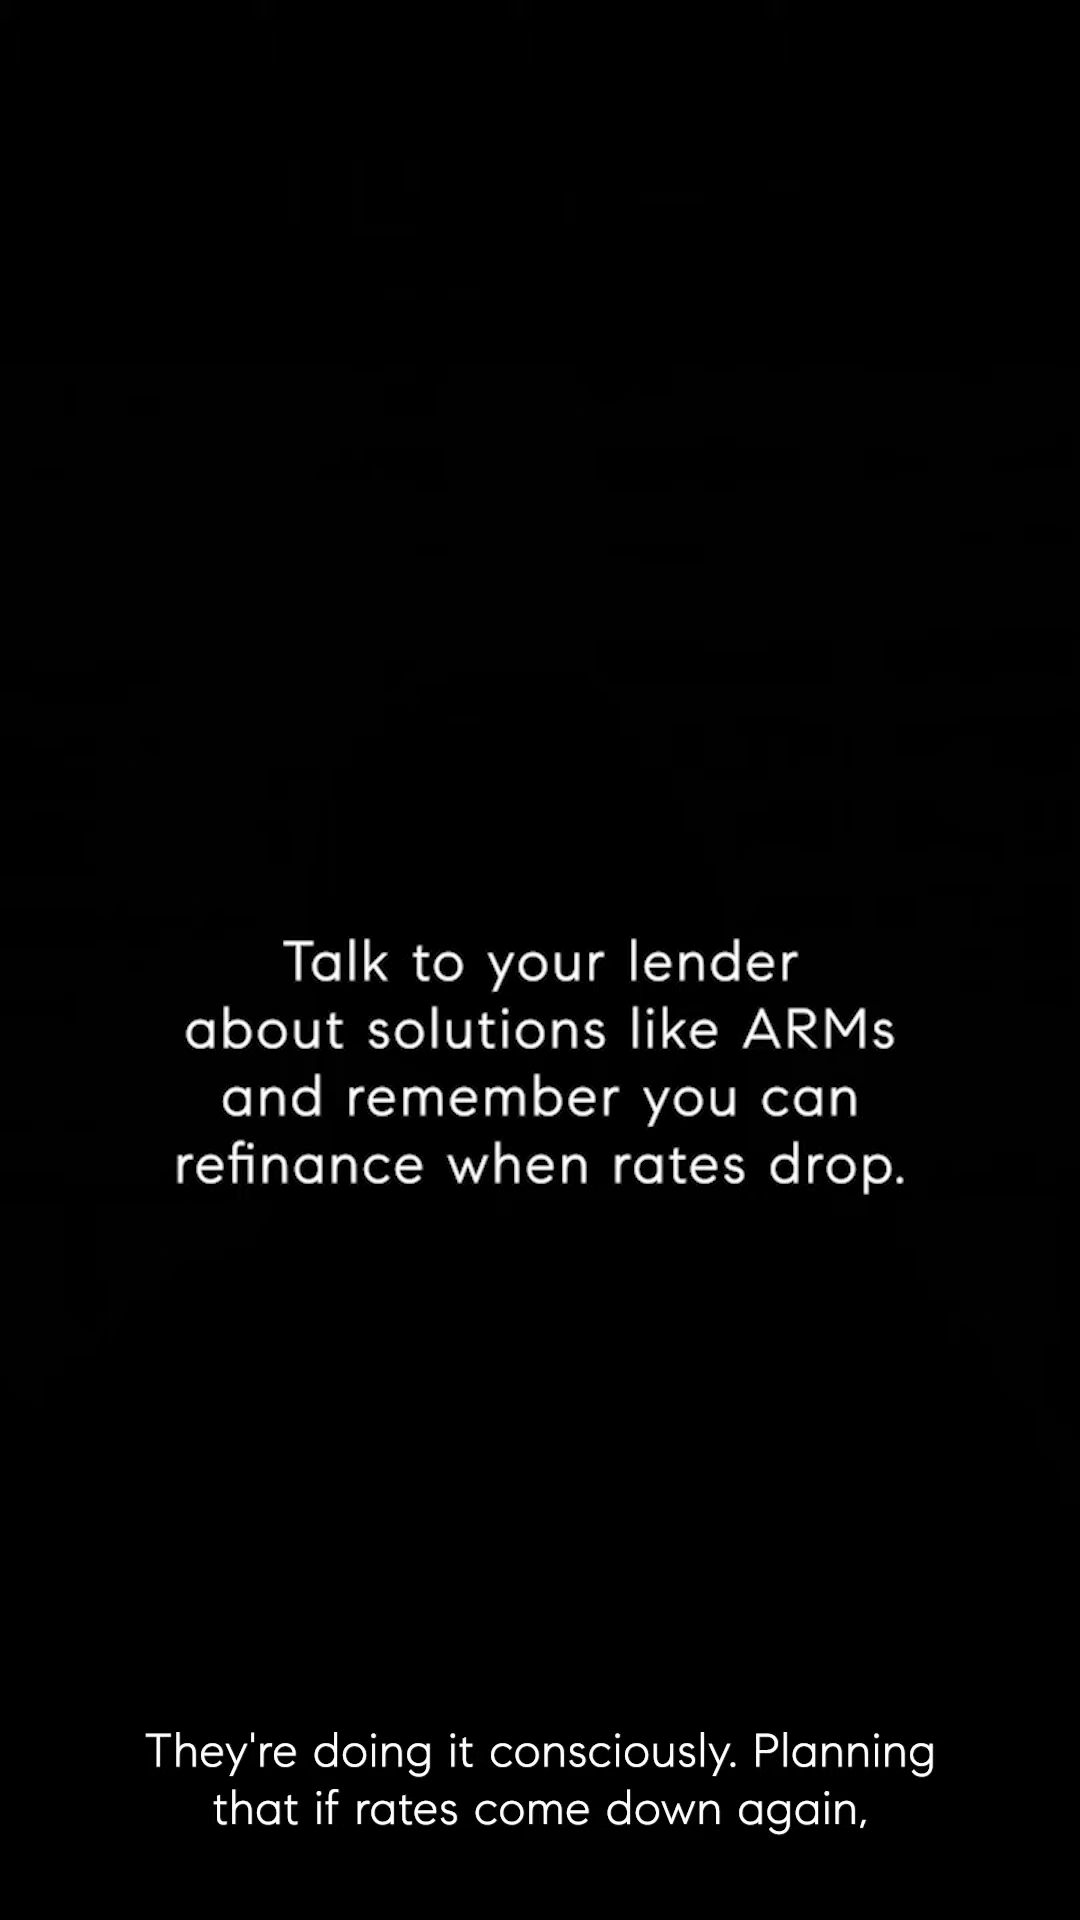 Talk to your lender
about solutions like ARMs
and remember you can
refinance when rates drop.
They're doing it consciously. Planning
that if rates come down again,